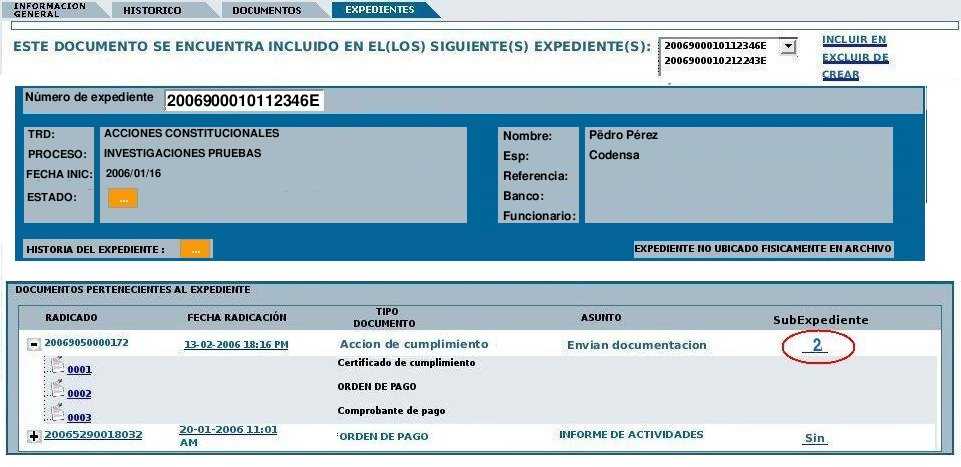 INFORMACION
GENERAL
HISTORICO
DOCUMENTOS
EXPEDIENTES
ESTE DOCUMENTO SE ENCUENTRA INCLUIDO EN EL(LOS) SIGUIENTE(S) EXPEDIENTE(S):
2006900010112346E
2006900010212243E
INCLUIR EN
EXCLUIR DE
CREAR
Número de expediente 2006900010112346E
TRD: ACCIONES CONSTITUCIONALES
PROCESO: INVESTIGACIONES PRUEBAS
FECHA INIC: 2006/01/16
ESTADO: ...
Nombre: Pëdro Pérez
Esp: Codensa
Referencia:
Banco:
Funcionario:
HISTORIA DEL EXPEDIENTE : ...
EXPEDIENTE NO UBICADO FISICAMENTE EN ARCHIVO
DOCUMENTOS PERTENECIENTES AL EXPEDIENTE
RADICADO FECHA RADICACIÓN TIPO DOCUMENTO ASUNTO SubExpediente
20069050000172 13-02-2006 18:16 PM Accion de cumplimiento Envian documentacion 2
0001 Certificado de cumplimiento
0002 ORDEN DE PAGO
0003 Comprobante de pago
20065290018032 20-01-2006 11:01 AM 'ORDEN DE PAGO INFORME DE ACTIVIDADES Sin